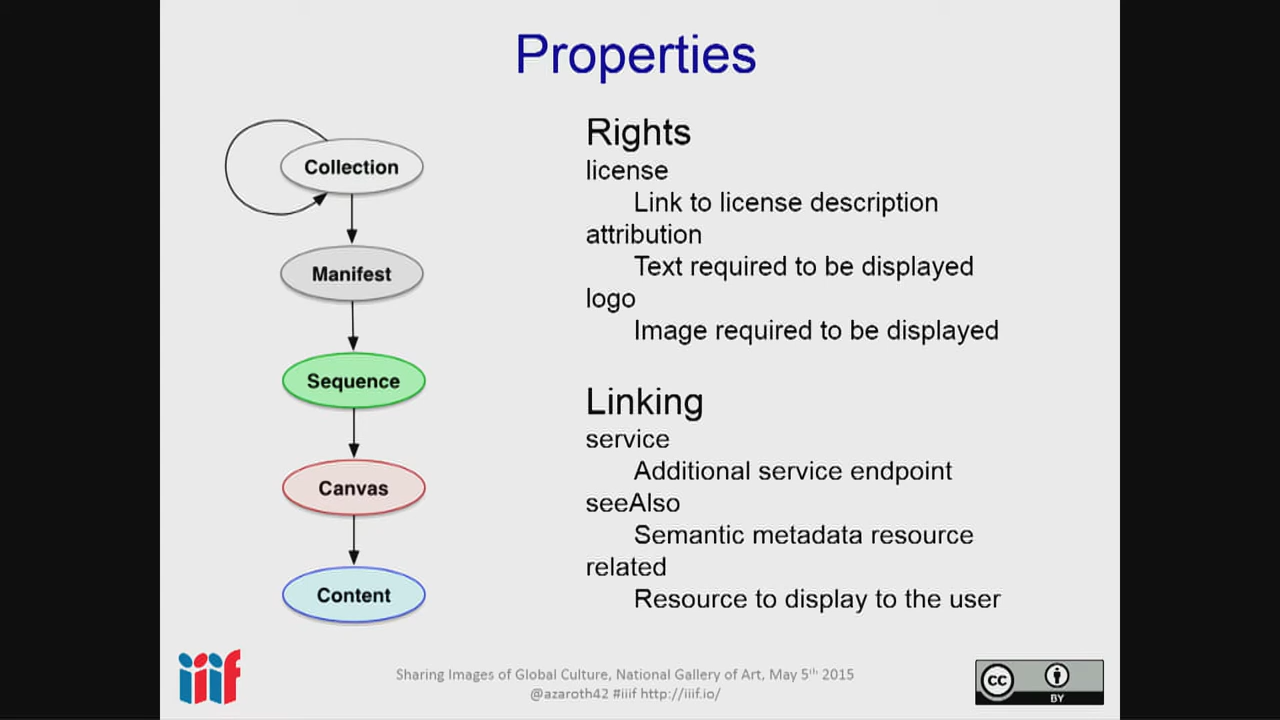 Properties
Collection
Manifest
Sequence
Canvas
Content
Rights
license
Link to license description
attribution
Text required to be displayed
logo
Image required to be displayed
Linking
service
Additional service endpoint
seeAlso
Semantic metadata resource
related
Resource to display to the user
iiif
Sharing Images of Global Culture, National Gallery of Art, May 5th 2015
@azaroth42 #iiif http://iiif.io/
cc
BY